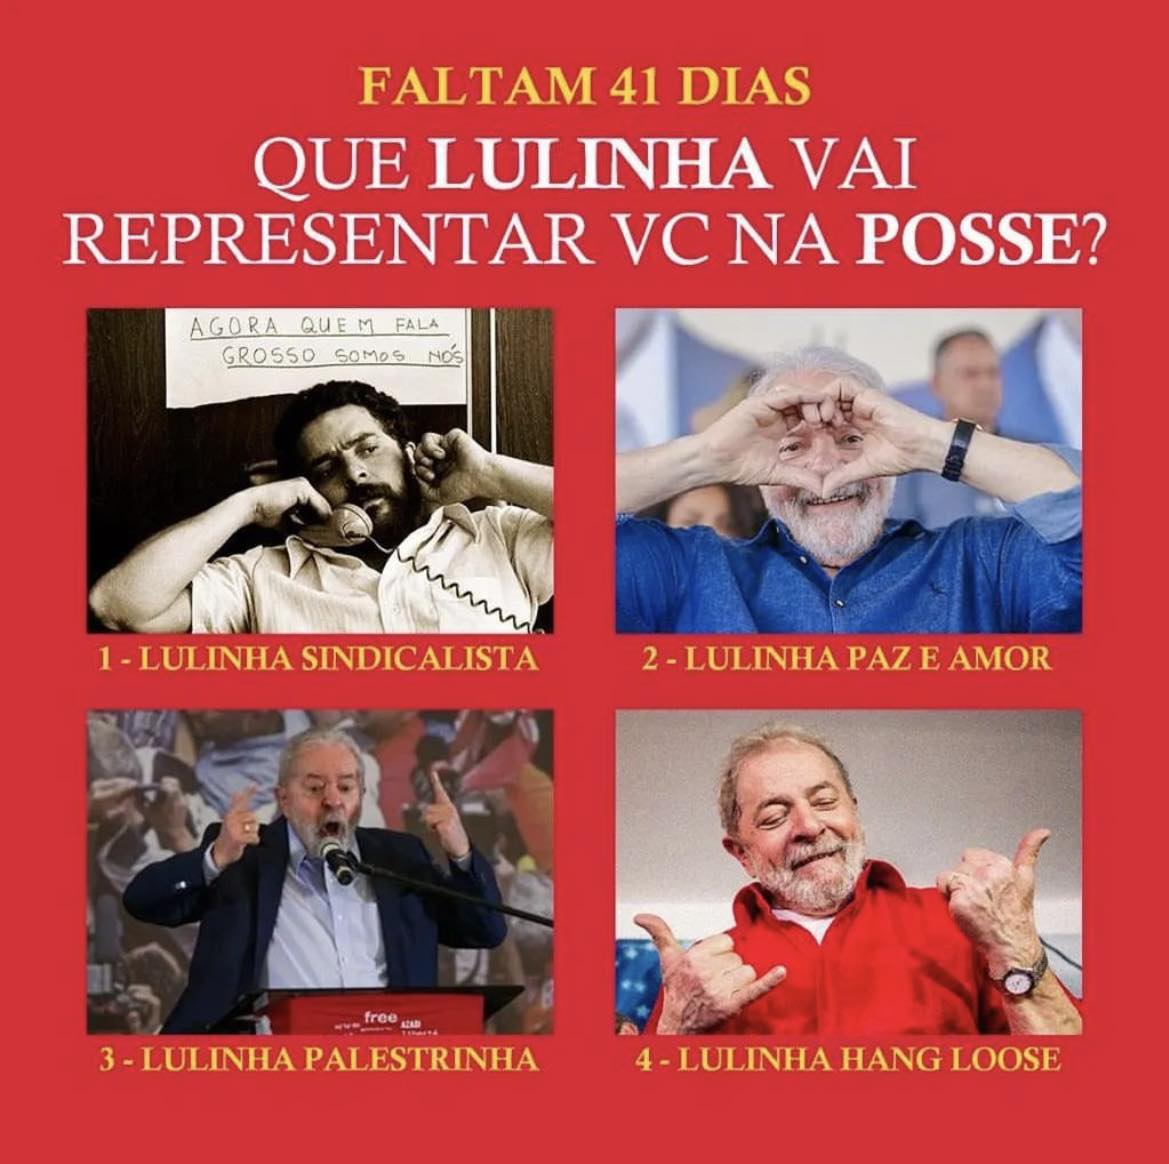 FALTAM 41 DIAS
QUE LULINHA VAI
REPRESENTAR VC NA POSSE?
AGORA QUEM FALA
GROSSO SOMOS NÓS
1 - LULINHA SINDICALISTA
2 - LULINHA PAZ E AMOR
free
3 - LULINHA PALESTRINHA
4 - LULINHA HANG LOOSE